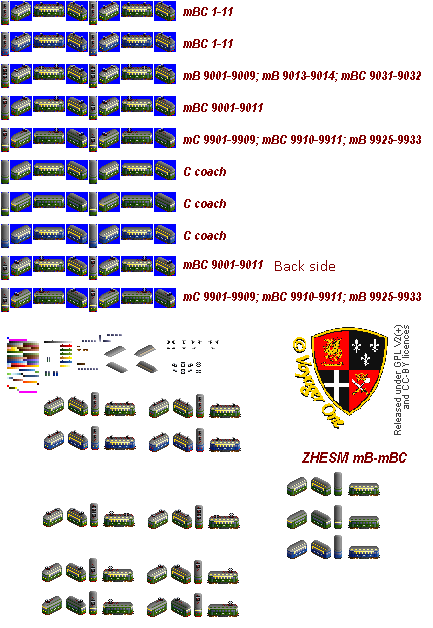 mBC 1-11
mBC 1-11
mB 9001-9009; mB 9013-9014; mBC 9031-9032
mBC 9001-9011
mC 9901-9909; mBC 9910-9911; mB 9925-9933
C coach
C coach
C coach
mBC 9001-9011 Back side
mC 9901-9909; mBC 9910-9911; mB 9925-9933
© Voyager One
Released under GPL V2(+)
and CC-BY licences
ZHESM mB-mBC